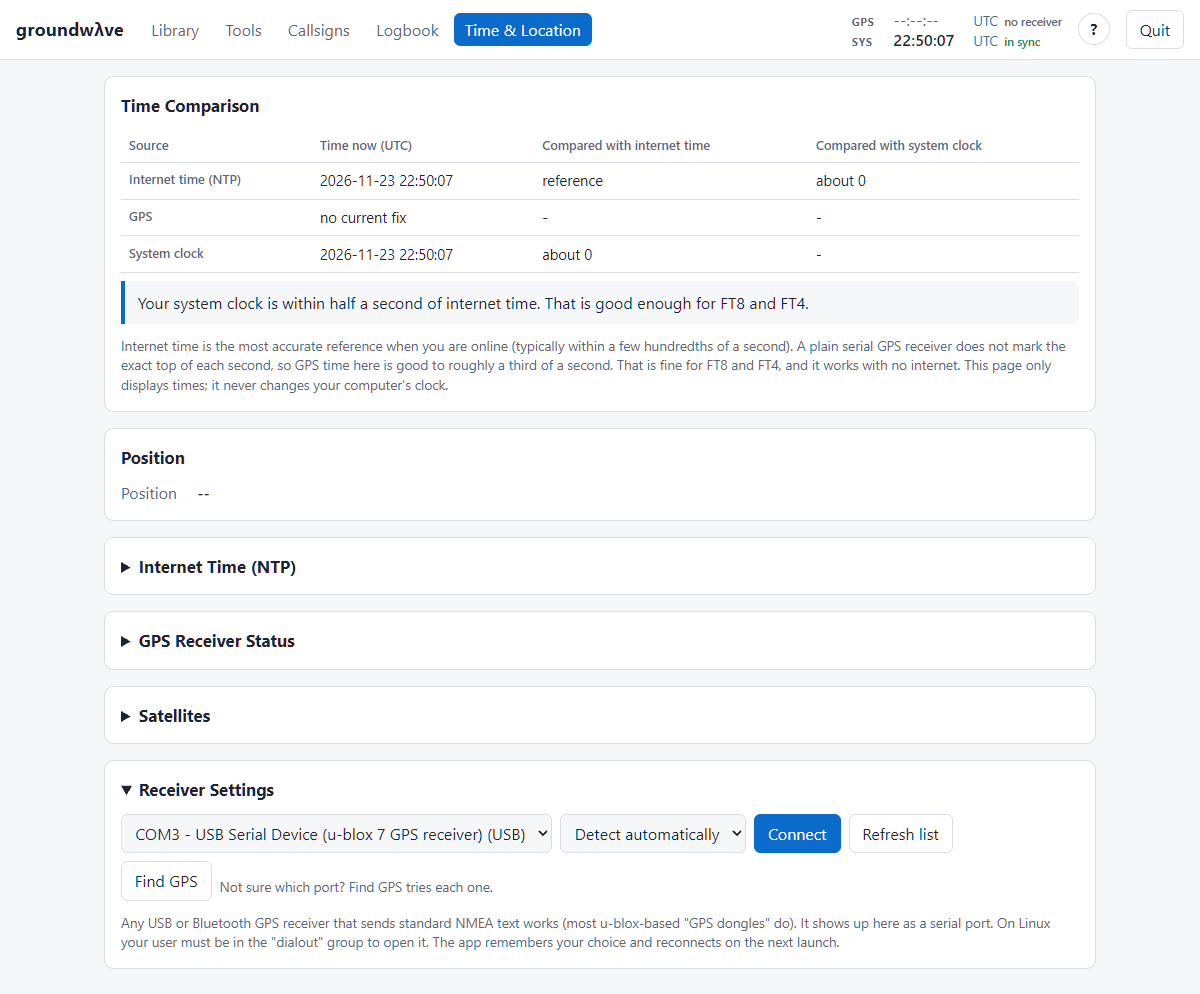 groundwλve Library Tools Callsigns Logbook Time & Location GPS --:--:-- UTC no receiver ? Quit
SYS 22:50:07 UTC in sync
Time Comparison
Source Time now (UTC) Compared with internet time Compared with system clock
Internet time (NTP) 2026-11-23 22:50:07 reference about 0
GPS no current fix - -
System clock 2026-11-23 22:50:07 about 0 -
Your system clock is within half a second of internet time. That is good enough for FT8 and FT4.
Internet time is the most accurate reference when you are online (typically within a few hundredths of a second). A plain serial GPS receiver does not mark the
exact top of each second, so GPS time here is good to roughly a third of a second. That is fine for FT8 and FT4, and it works with no internet. This page only
displays times; it never changes your computer's clock.
Position
Position --
Internet Time (NTP)
GPS Receiver Status
Satellites
Receiver Settings
COM3 - USB Serial Device (u-blox 7 GPS receiver) (USB) Detect automatically Connect Refresh list
Find GPS Not sure which port? Find GPS tries each one.
Any USB or Bluetooth GPS receiver that sends standard NMEA text works (most u-blox-based "GPS dongles" do). It shows up here as a serial port. On Linux
your user must be in the "dialout" group to open it. The app remembers your choice and reconnects on the next launch.